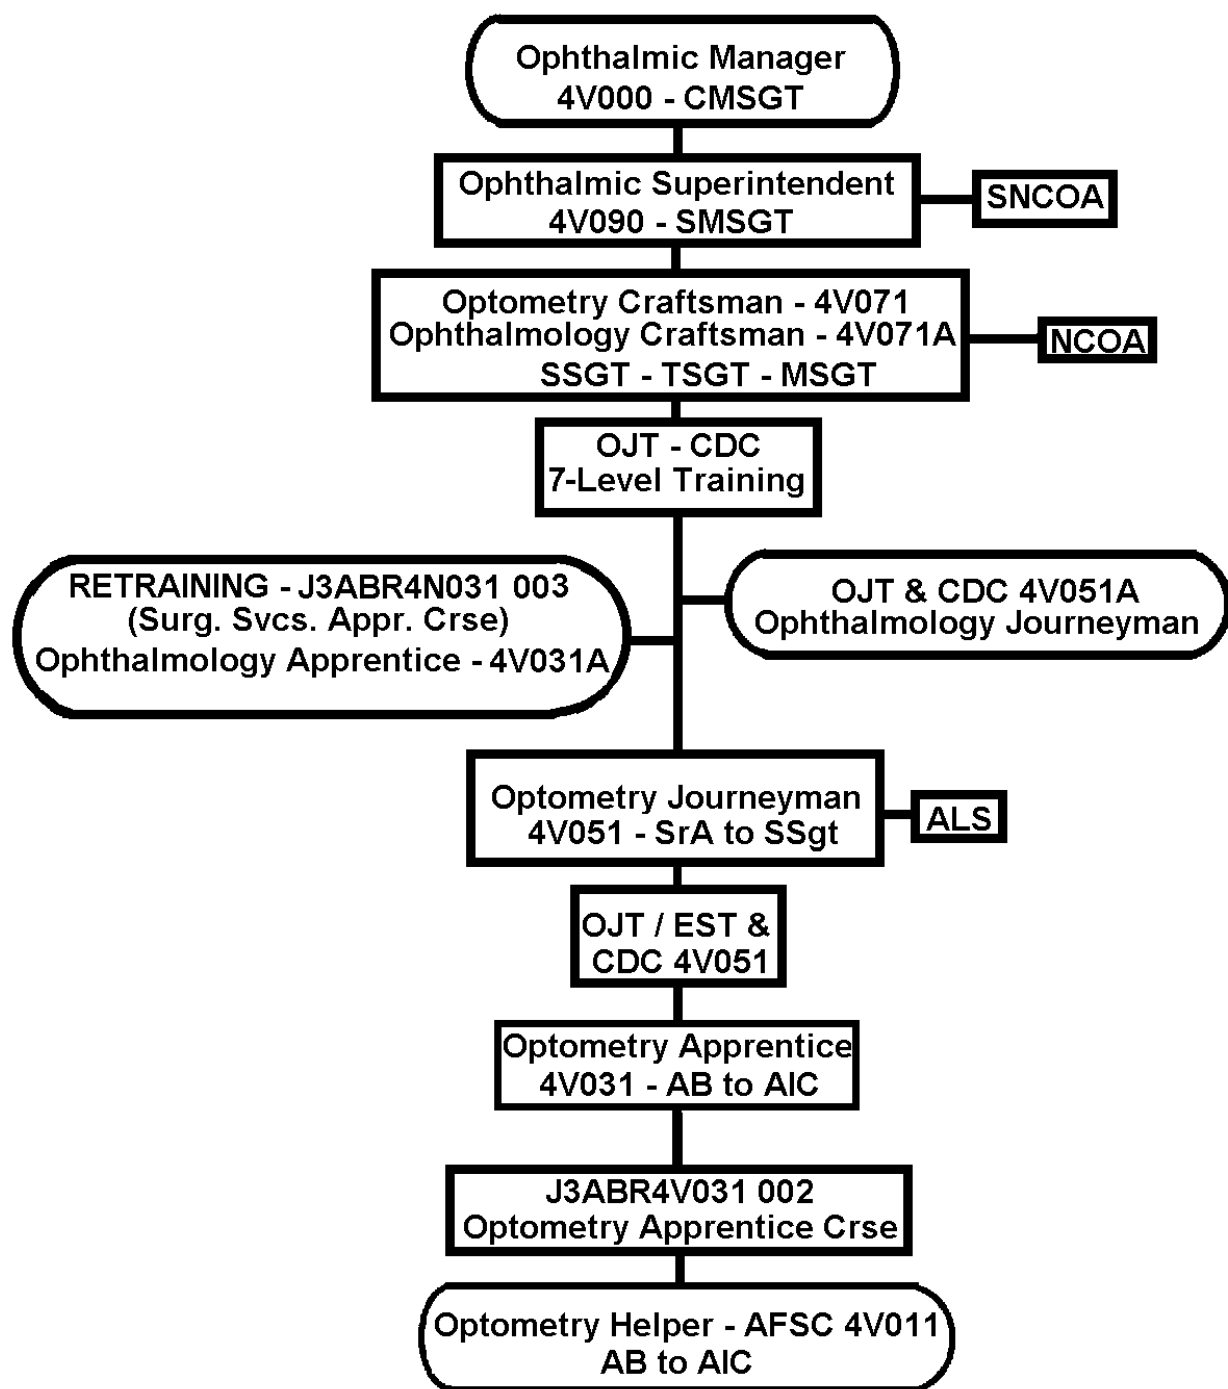 Ophthalmic Manager
4V000 - CMSGT
Ophthalmic Superintendent
4V090 - SMSGT
SNCOA
Optometry Craftsman - 4V071
Ophthalmology Craftsman - 4V071A
SSGT - TSGT - MSGT
NCOA
OJT - CDC
7-Level Training
RETRAINING - J3ABR4N031 003
(Surg. Svcs. Appr. Crse)
Ophthalmology Apprentice - 4V031A
OJT & CDC 4V051A
Ophthalmology Journeyman
Optometry Journeyman
4V051 - SrA to SSgt
ALS
OJT / EST &
CDC 4V051
Optometry Apprentice
4V031 - AB to AIC
J3ABR4V031 002
Optometry Apprentice Crse
Optometry Helper - AFSC 4V011
AB to AIC